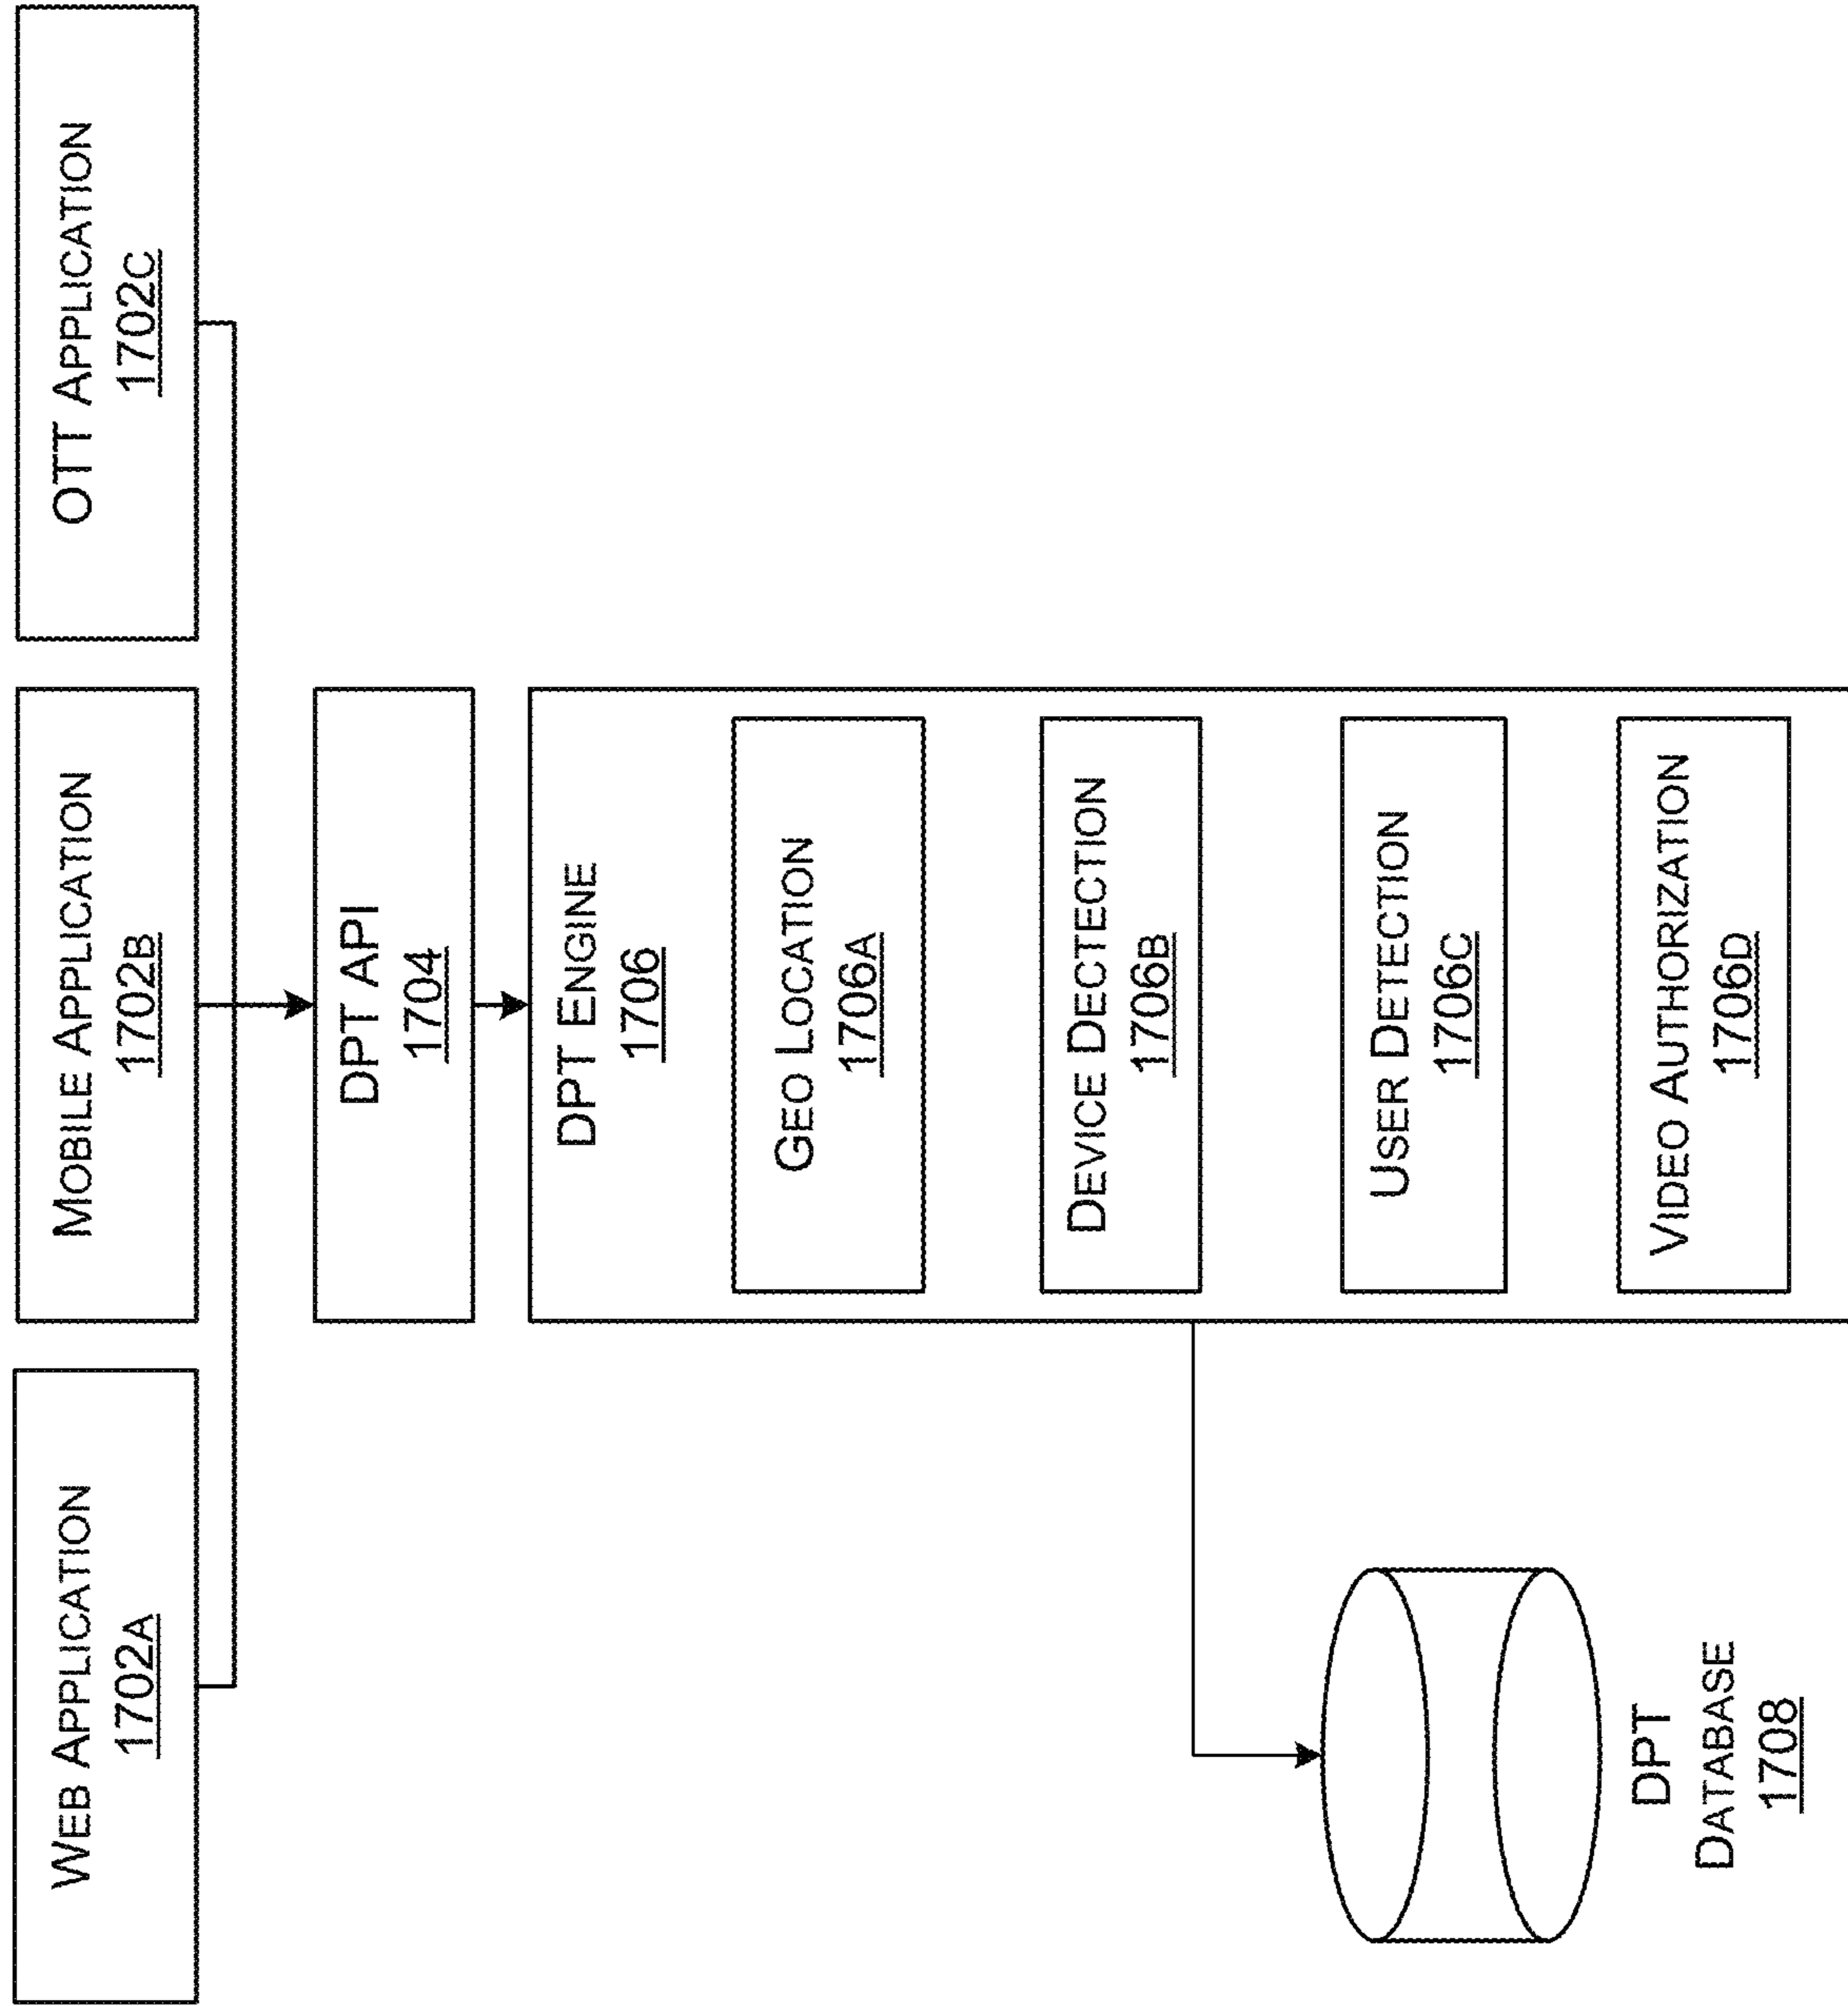 WEB APPLICATION
1702A
MOBILE APPLICATION
1702B
OTT APPLICATION
1702C
DPT API
1704
DPT ENGINE
1706
GEO LOCATION
1706A
DEVICE DECTECTION
1706B
USER DETECTION
1706C
VIDEO AUTHORIZATION
1706D
DPT
DATABASE
1708